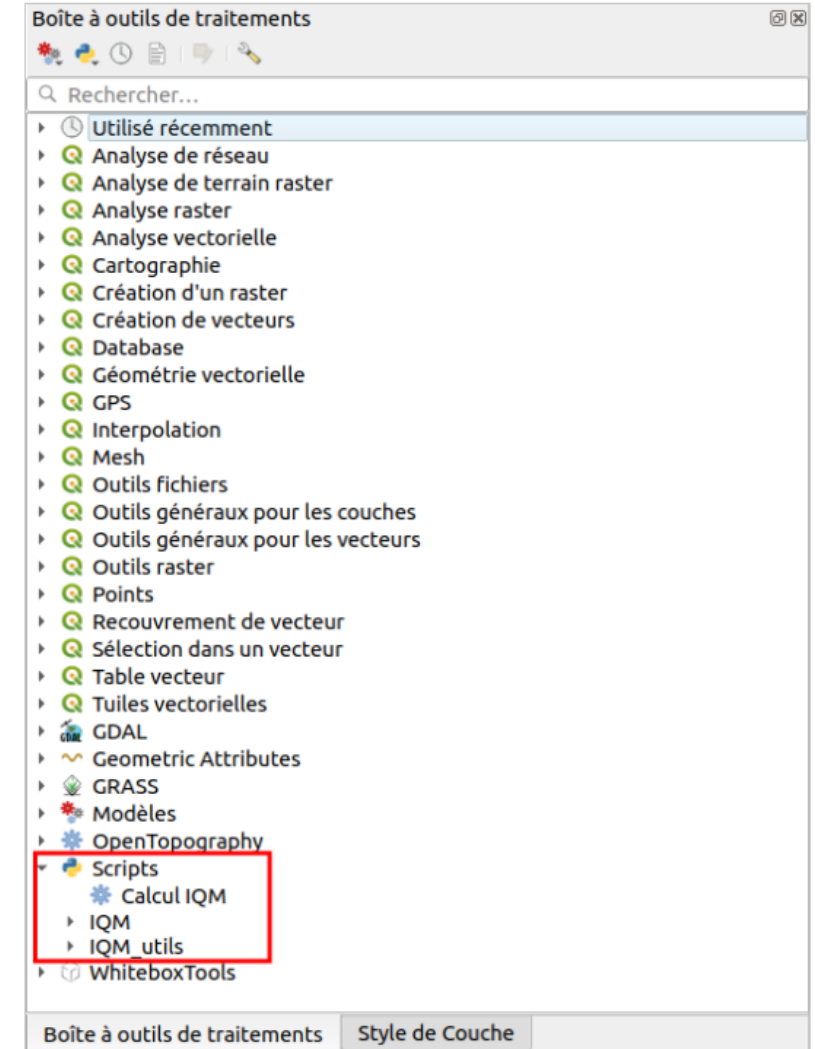 Boîte à outils de traitements
Rechercher...
Utilisé récemment
Analyse de réseau
Analyse de terrain raster
Analyse raster
Analyse vectorielle
Cartographie
Création d'un raster
Création de vecteurs
Database
Géométrie vectorielle
GPS
Interpolation
Mesh
Outils fichiers
Outils généraux pour les couches
Outils généraux pour les vecteurs
Outils raster
Points
Recouvrement de vecteur
Sélection dans un vecteur
Table vecteur
Tuiles vectorielles
GDAL
Geometric Attributes
GRASS
Modèles
OpenTopography
Scripts
Calcul IQM
IQM
IQM_utils
WhiteboxTools
Boîte à outils de traitements Style de Couche